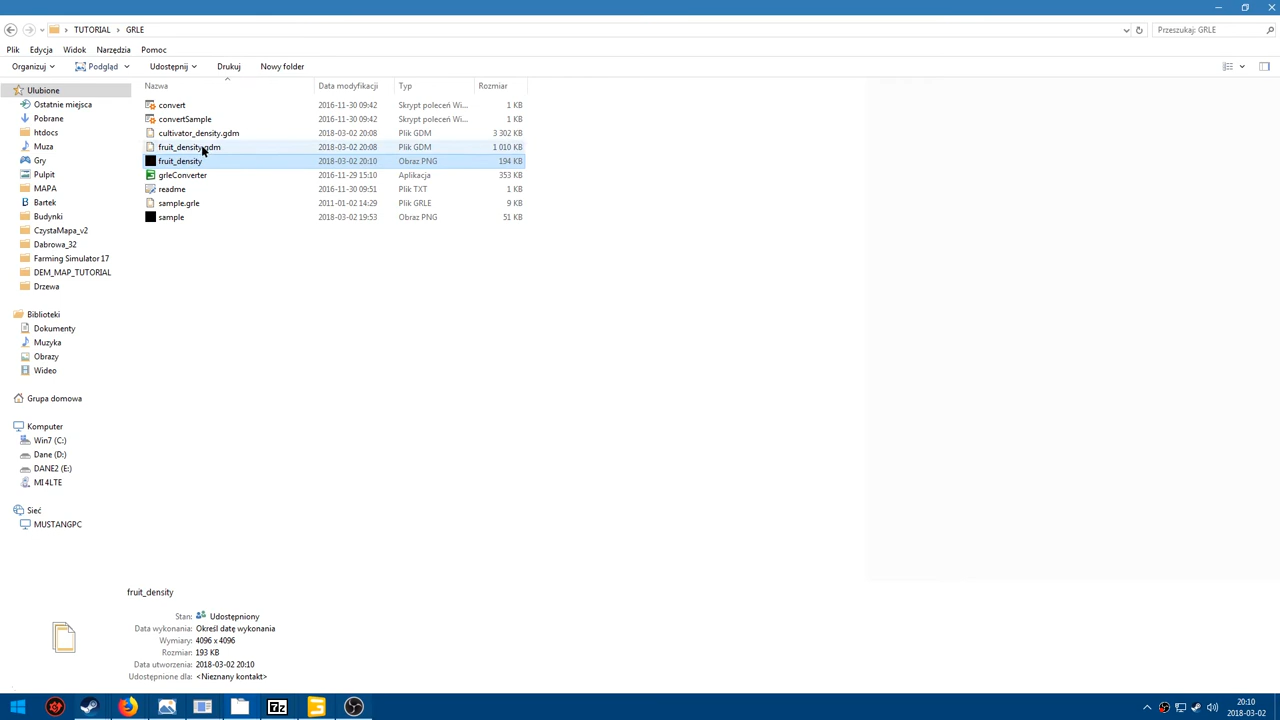 TUTORIAL
GRLE
Przeszukaj: GRLE
Plik Edycja Widok Narzędzia Pomoc
Organizuj Podgląd Udostępnij Drukuj New folder
Ulubione
Ostatnie miejsca
Pobrane
htdocs
Muza
Gry
Pulpit
MAPA
Bartek
Budynki
CzystaMapa_v2
Dabrowa_32
Farming Simulator 17
DEM_MAP_TUTORIAL
Drzewa
Biblioteki
Dokumenty
Muzyka
Obrazy
Wideo
Grupa domowa
Komputer
Win7 (C:)
Dane (D:)
DANE2 (E:)
MI 4LTE
Sieć
MUSTANGPC
Nazwa Data modyfikacji Typ Rozmiar
convert 2016-11-30 09:42 Skrypt poleceń Wi... 1 KB
convertSample 2016-11-30 09:42 Skrypt poleceń Wi... 1 KB
cultivator_density.gdm 2018-03-02 20:08 Plik GDM 3 302 KB
fruit_density.gdm 2018-03-02 20:08 Plik GDM 1 010 KB
fruit_density 2018-03-02 20:10 Obraz PNG 194 KB
grleConverter 2016-11-29 15:10 Aplikacja 353 KB
readme 2016-11-30 09:51 Plik TXT 1 KB
sample.grle 2011-01-02 14:29 Plik GRLE 9 KB
sample 2018-03-02 19:53 Obraz PNG 51 KB
fruit_density
Stan: Udostępniony
Data wykonania: Określ datę wykonania
Wymiary: 4096 x 4096
Rozmiar: 193 KB
Data utworzenia: 2018-03-02 20:10
Udostępnione dla: <Nieznany kontakt>
7z
20:10
2018-03-02